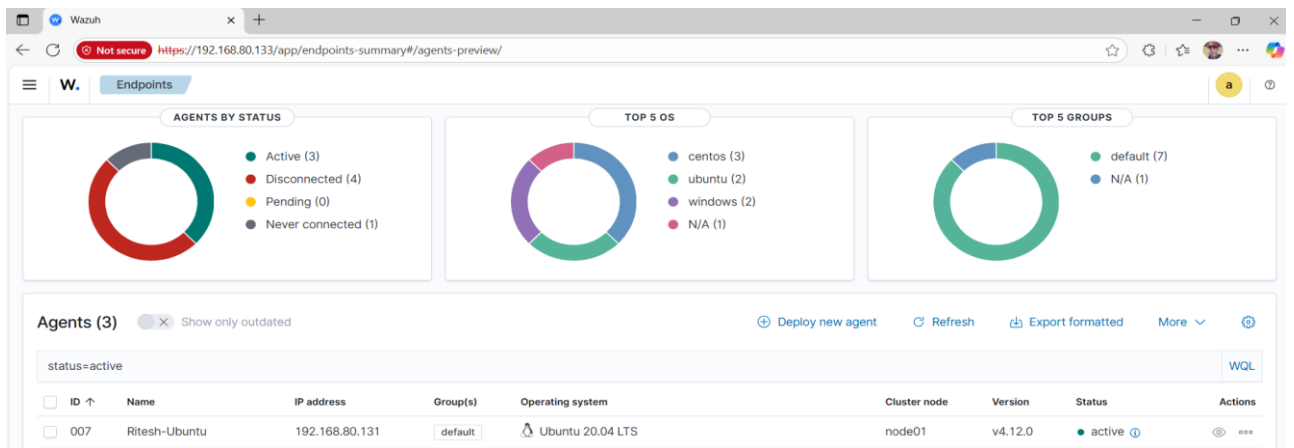 Wazuh
Not secure https://192.168.80.133/app/endpoints-summary#/agents-preview/
W. Endpoints a
AGENTS BY STATUS
Active (3)
Disconnected (4)
Pending (0)
Never connected (1)
TOP 5 OS
centos (3)
ubuntu (2)
windows (2)
N/A (1)
TOP 5 GROUPS
default (7)
N/A (1)
Agents (3) Show only outdated Deploy new agent Refresh Export formatted More
status=active WQL
ID Name IP address Group(s) Operating system Cluster node Version Status Actions
007 Ritesh-Ubuntu 192.168.80.131 default Ubuntu 20.04 LTS node01 v4.12.0 active